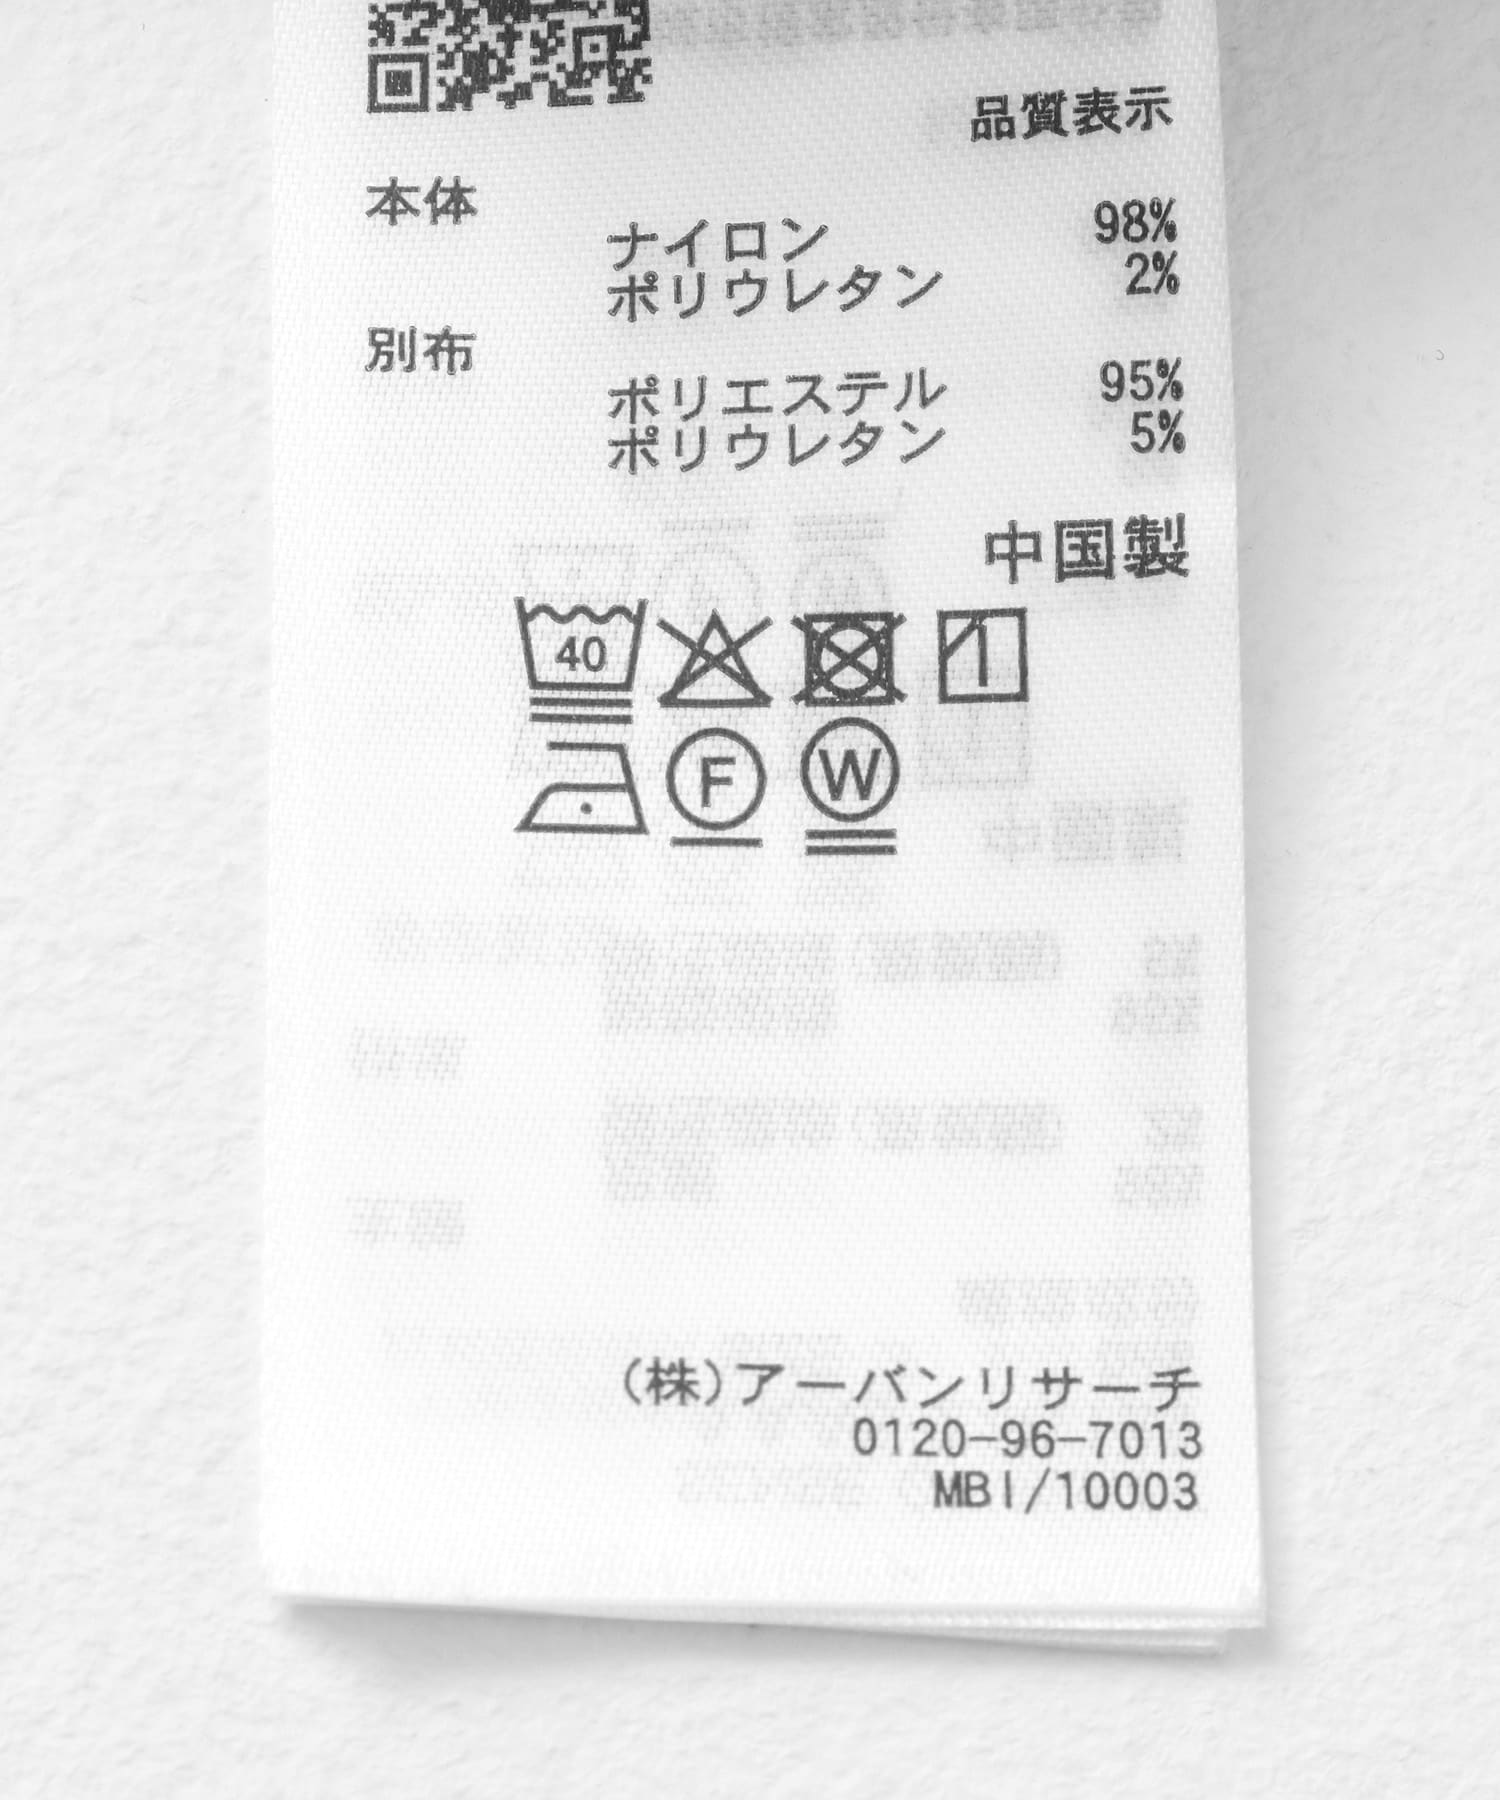 品質表示
本体
ナイロン 98%
ポリウレタン 2%
別布
ポリエステル 95%
ポリウレタン 5%
中国製
40
F W
(株)アーバンリサーチ
0120-96-7013
MBI/10003